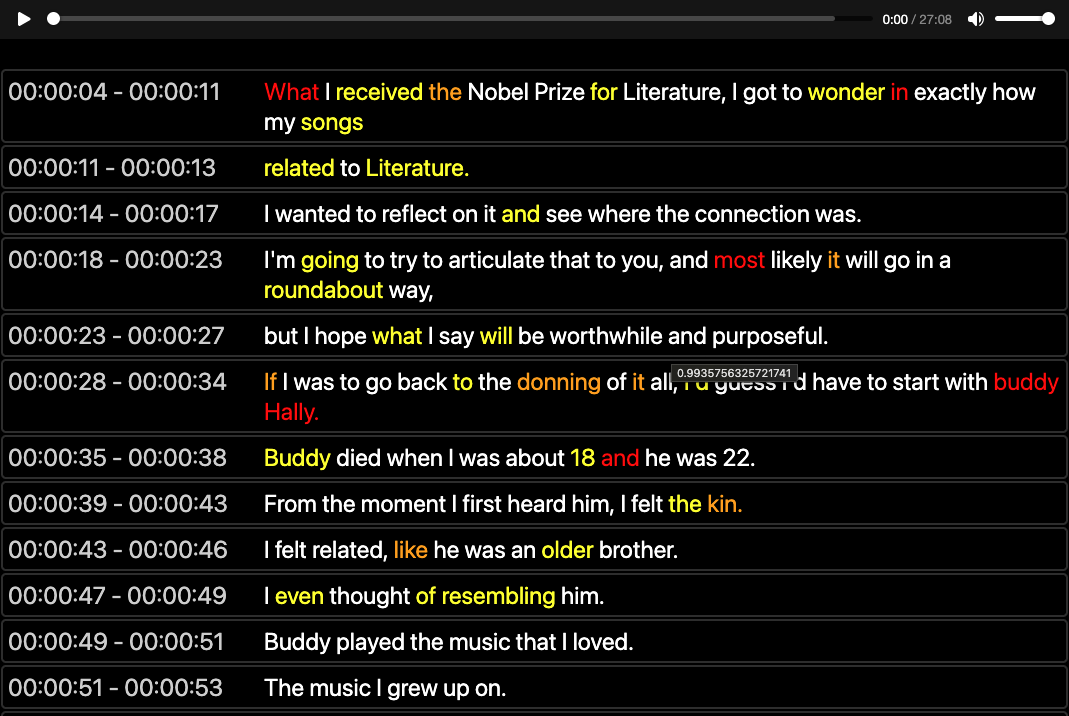 0:00 / 27:08
00:00:04 - 00:00:11 What I received the Nobel Prize for Literature, I got to wonder in exactly how
my songs
00:00:11 - 00:00:13 related to Literature.
00:00:14 - 00:00:17 I wanted to reflect on it and see where the connection was.
00:00:18 - 00:00:23 I'm going to try to articulate that to you, and most likely it will go in a
roundabout way,
00:00:23 - 00:00:27 but I hope what I say will be worthwhile and purposeful.
0.9935756325721741
00:00:28 - 00:00:34 If I was to go back to the donning of it all, I'd guess I'd have to start with buddy
Hally.
00:00:35 - 00:00:38 Buddy died when I was about 18 and he was 22.
00:00:39 - 00:00:43 From the moment I first heard him, I felt the kin.
00:00:43 - 00:00:46 I felt related, like he was an older brother.
00:00:47 - 00:00:49 I even thought of resembling him.
00:00:49 - 00:00:51 Buddy played the music that I loved.
00:00:51 - 00:00:53 The music I grew up on.